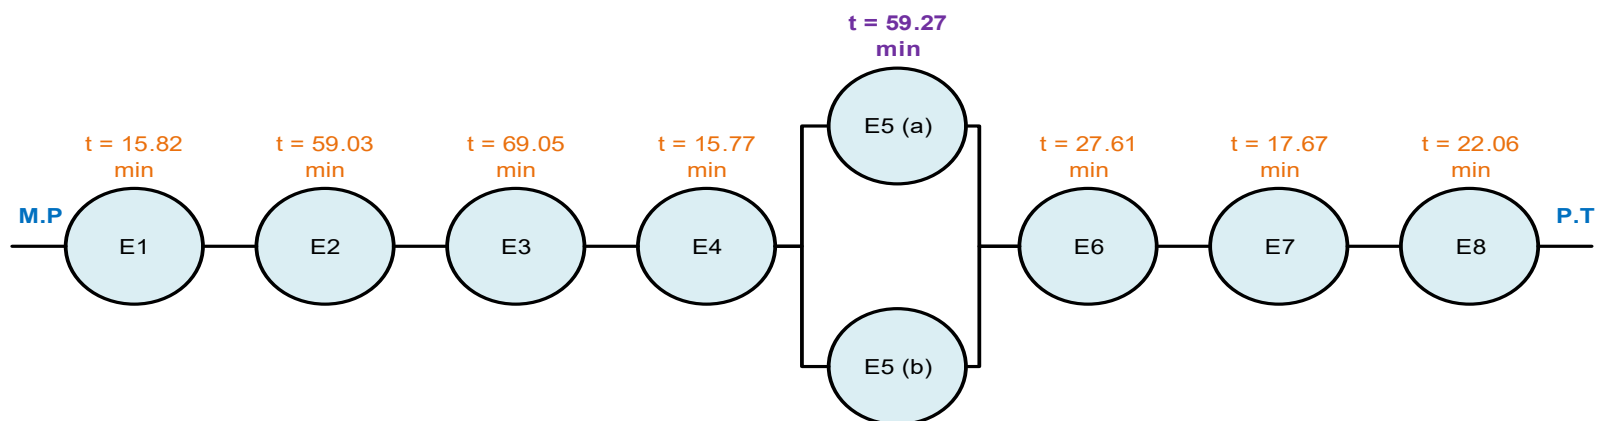 t = 59.27
min
E5 (a)
t = 15.82
min
t = 59.03
min
t = 69.05
min
t = 15.77
min
t = 27.61
min
t = 17.67
min
t = 22.06
min
M.P
P.T
E1
E2
E3
E4
E6
E7
E8
E5 (b)